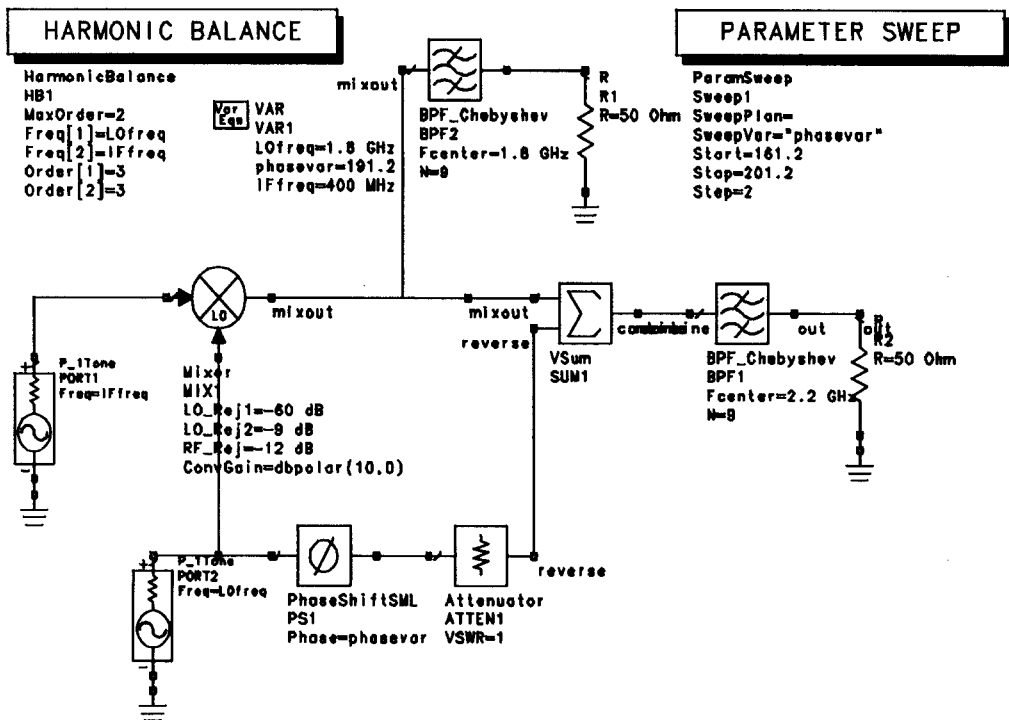 HARMONIC BALANCE
HarmonicBalance
HB1
MaxOrder=2
Freq[1]=LOfreq
Freq[2]=IFfreq
Order[1]=3
Order[2]=3
Var Eqn
VAR
VAR1
LOfreq=1.8 GHz
phasevar=191.2
IFfreq=400 MHz
mixout
BPF_Chebyshev
BPF2
Fcenter=1.8 GHz
N=9
R
R1
R=50 Ohm
PARAMETER SWEEP
ParamSweep
Sweep1
SweepPlan=
SweepVar="phasevar"
Start=161.2
Stop=201.2
Step=2
LO
mixout
mixout
reverse
VSum
SUM1
combine
BPF_Chebyshev
BPF1
Fcenter=2.2 GHz
N=9
out
out
R2
R=50 Ohm
P_1Tone
PORT1
Freq=IFfreq
Mixer
MIX1
LO_Rej1=-60 dB
LO_Rej2=-9 dB
RF_Rej=-12 dB
ConvGain=dbpolar(10,0)
P_1Tone
PORT2
Freq=LOfreq
PhaseShiftSML
PS1
Phase=phasevar
Attenuator
ATTEN1
VSWR=1
reverse